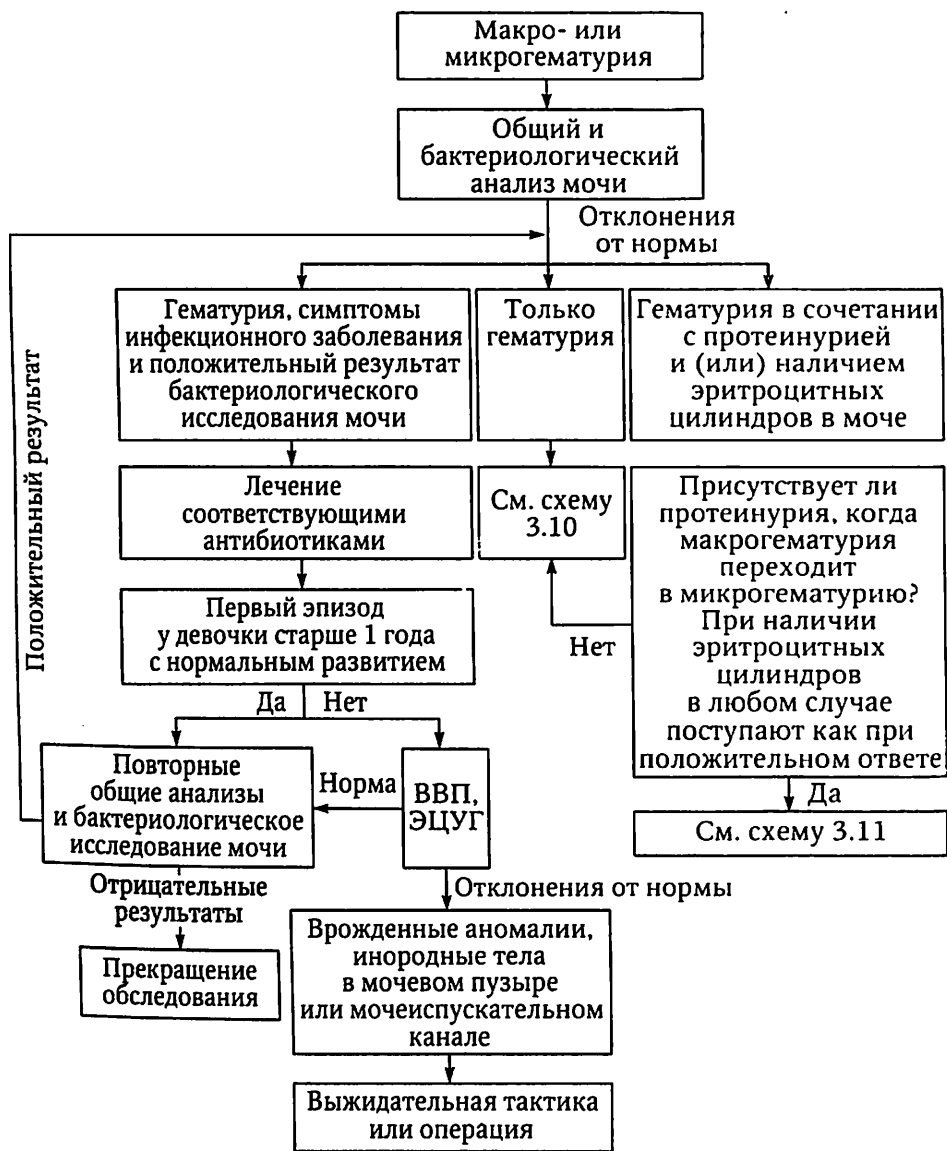 Макро- или
микрогематурия
Общий и
бактериологический
анализ мочи
Отклонения
от нормы
Гематурия, симптомы
инфекционного заболевания
и положительный результат
бактериологического
исследования мочи
Только
гематурия
Гематурия в сочетании
с протеинурией
и (или) наличием
эритроцитных
цилиндров в моче
Положительный результат
Лечение
соответствующими
антибиотиками
См. схему
3.10
Присутствует ли
протеинурия, когда
макрогематурия
переходит
в микрогематурию?
При наличии
эритроцитных
цилиндров
в любом случае
поступают как при
положительном ответе
Нет
Первый эпизод
у девочки старше 1 года
с нормальным развитием
Да
Нет
Повторные
общие анализы
и бактериологическое
исследование мочи
Норма
ВВП,
ЭЦУГ
Да
См. схему 3.11
Отрицательные
результаты
Отклонения от нормы
Прекращение
обследования
Врожденные аномалии,
инородные тела
в мочевом пузыре
или мочеиспускательном
канале
Выжидательная тактика
или операция